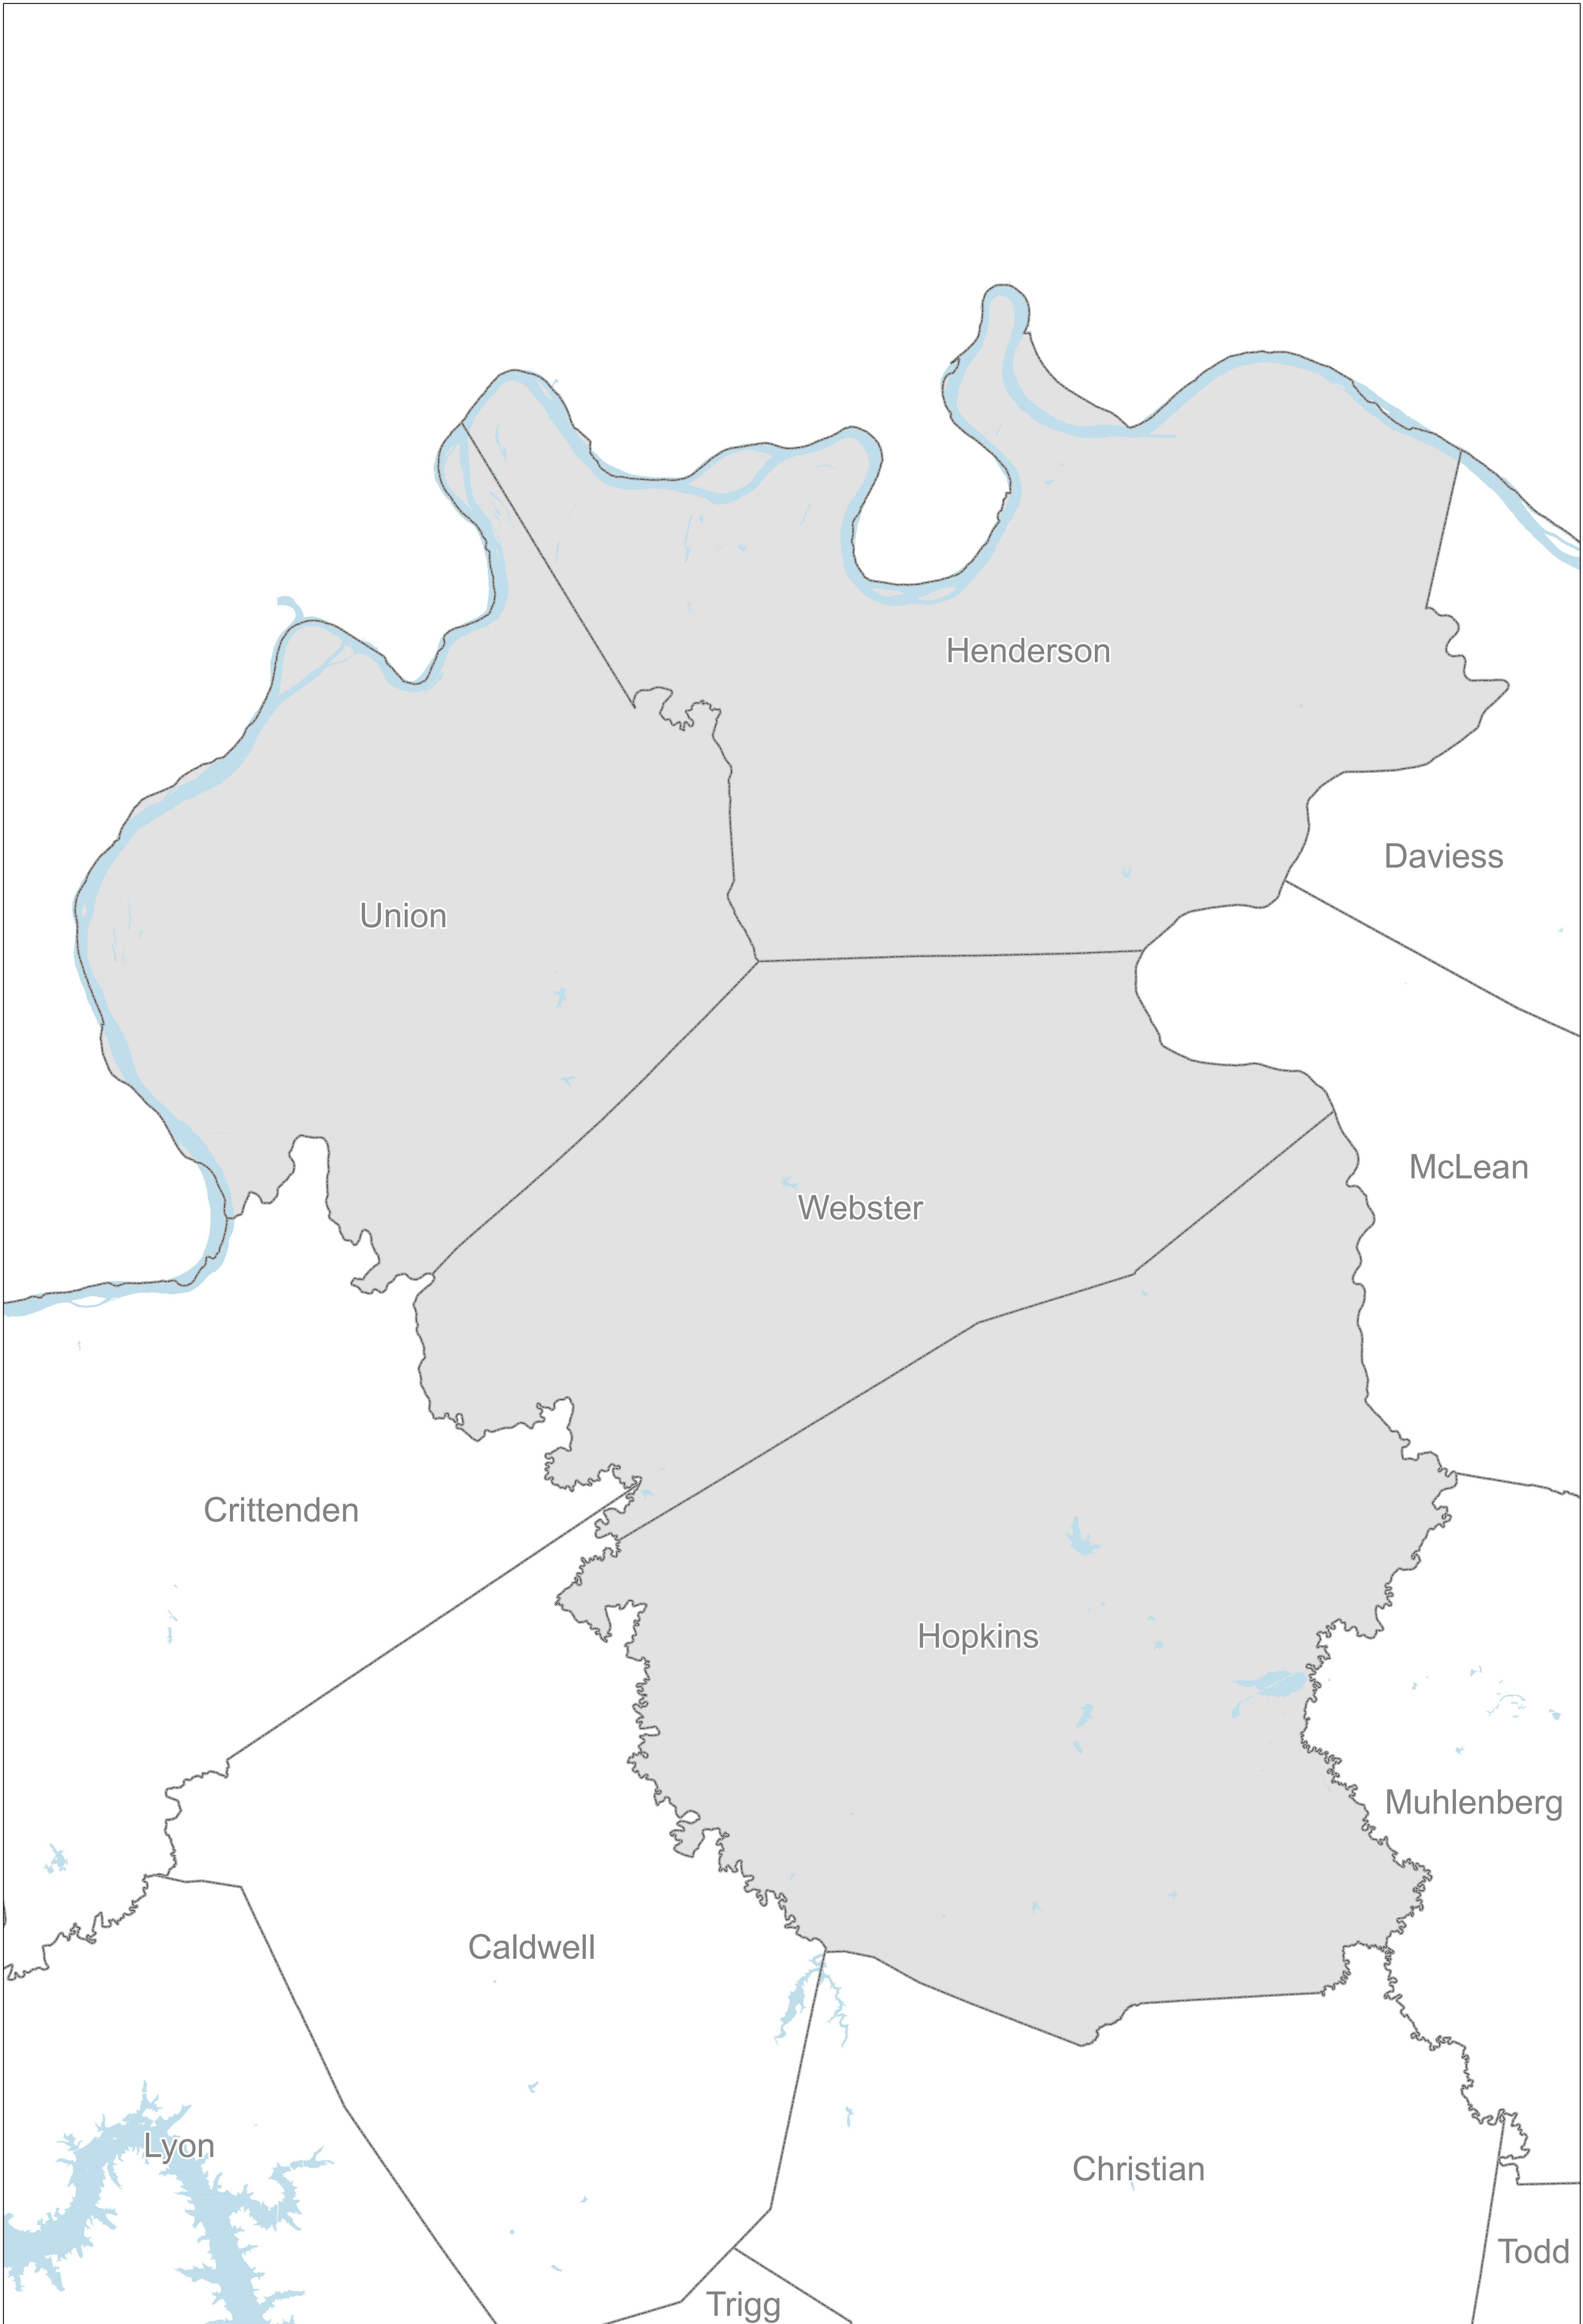 Henderson
Daviess
Union
McLean
Webster
Crittenden
Hopkins
Muhlenberg
Caldwell
Lyon
Christian
Todd
Trigg